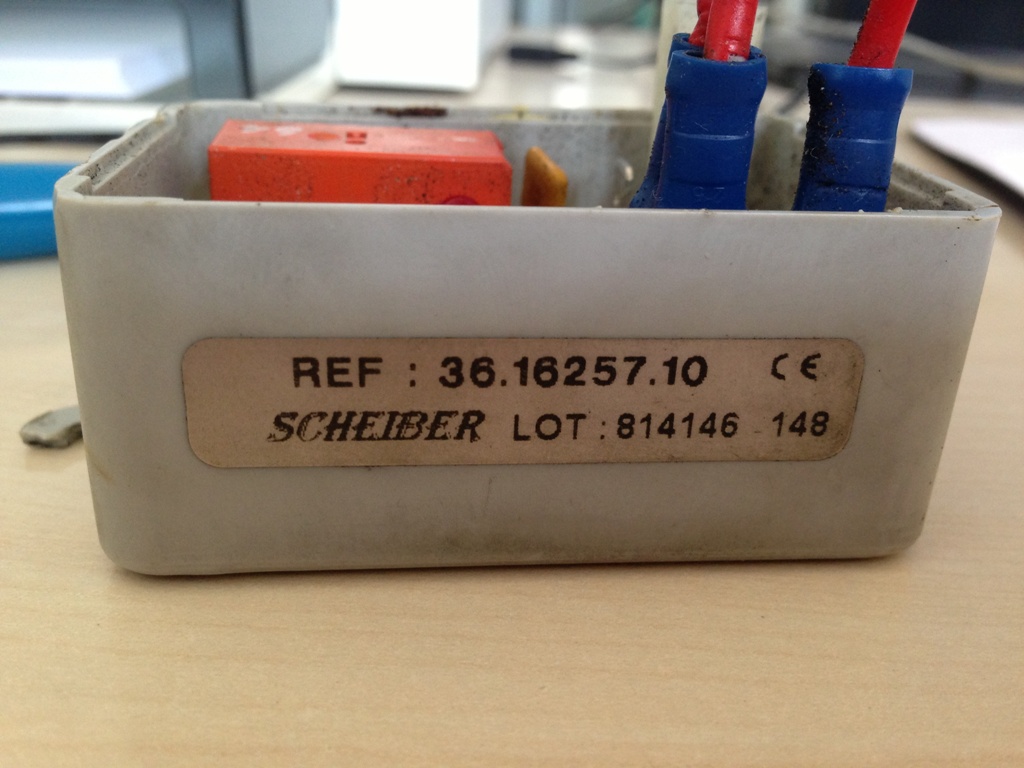 REF : 36.16257.10 CE
SCHEIBER LOT : 814146 148